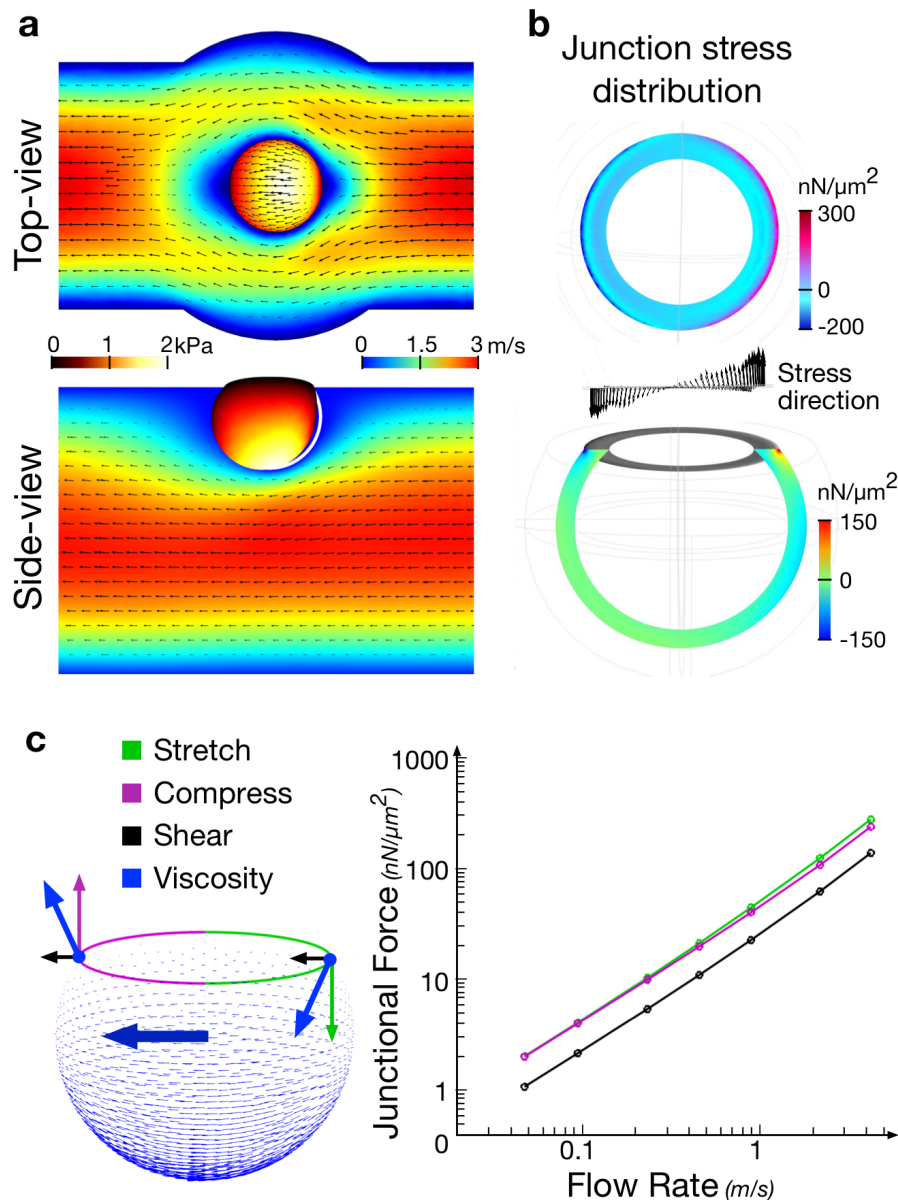 a
Top-view
0 1 2 kPa
0 1.5 3 m/s
Side-view
b
Junction stress
distribution
nN/µm²
300
0
-200
Stress
direction
nN/µm²
150
0
-150
c
Stretch
Compress
Shear
Viscosity
Junctional Force (nN/µm²)
1000
100
10
1
0
0.1 1
Flow Rate (m/s)